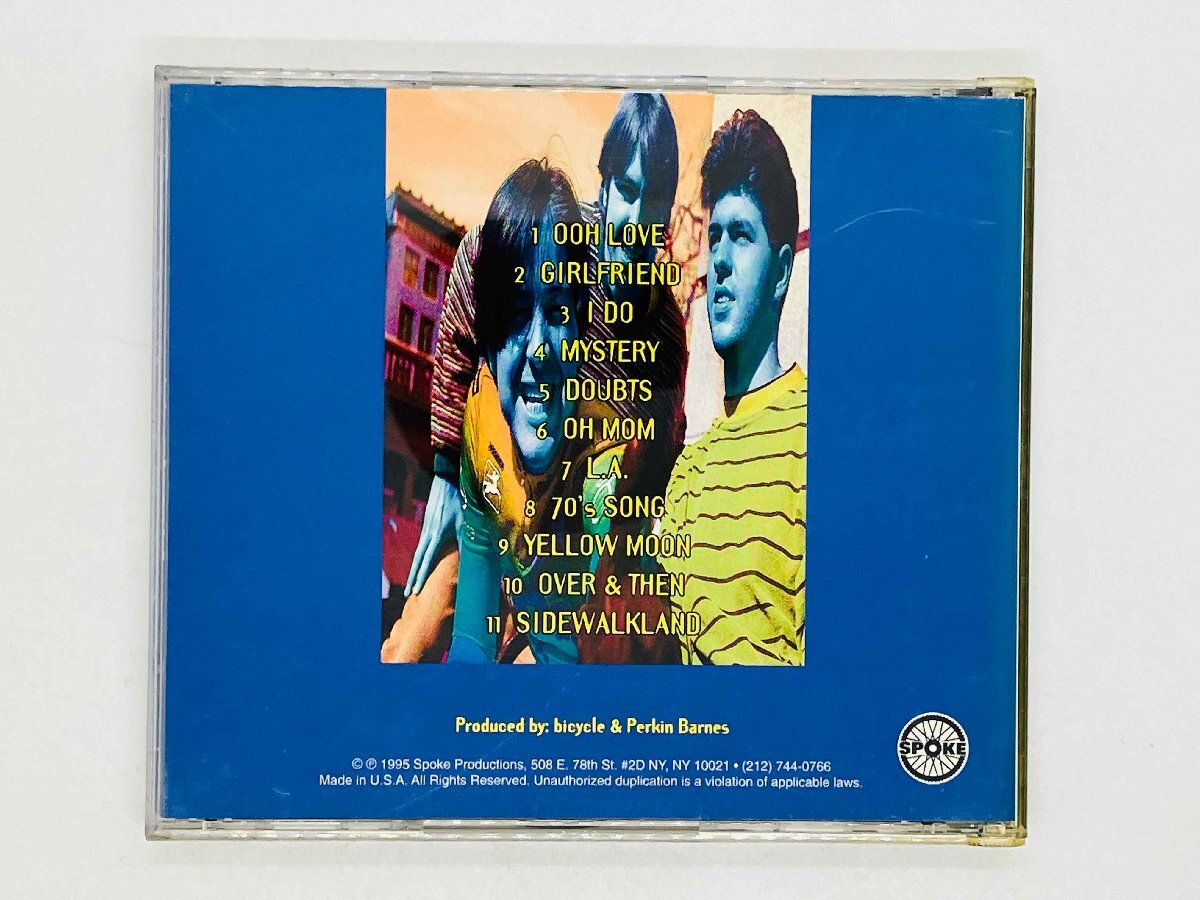 1 OOH LOVE
2 GIRLFRIEND
3 I DO
4 MYSTERY
5 DOUBTS
6 OH MOM
7 L.A.
8 70's SONG
9 YELLOW MOON
10 OVER & THEN
11 SIDEWALKLAND
Produced by: bicycle & Perkin Barnes
SPOKE
© ℗ 1995 Spoke Productions, 508 E. 78th St. #2D NY, NY 10021 • (212) 744-0766
Made in U.S.A. All Rights Reserved. Unauthorized duplication is a violation of applicable laws.